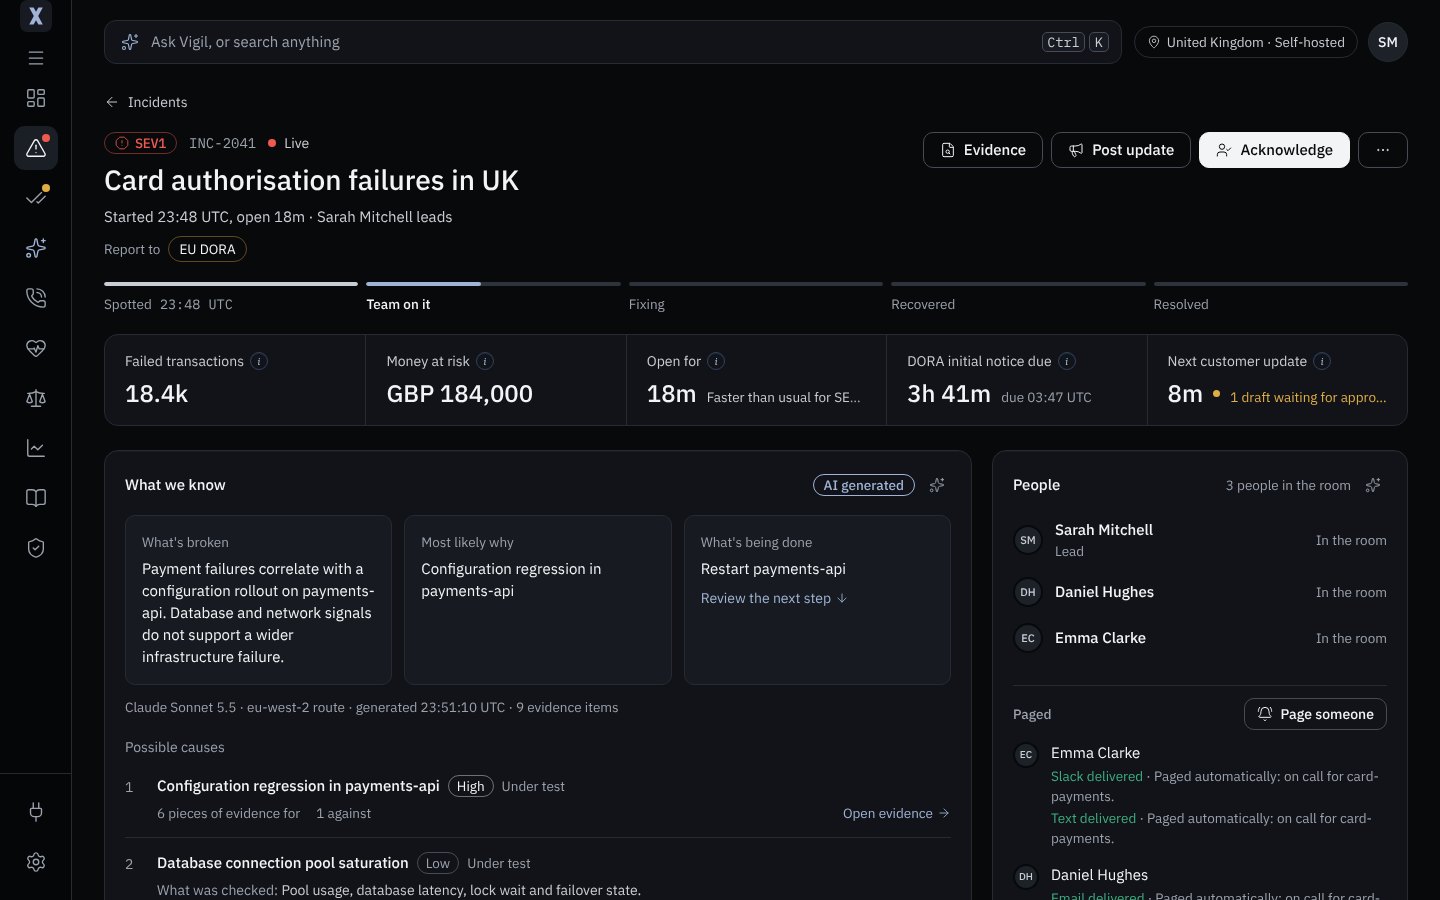 X
Ask Vigil, or search anything
Ctrl K
United Kingdom · Self-hosted
SM
← Incidents
SEV1 INC-2041 Live
Evidence
Post update
Acknowledge
...
Card authorisation failures in UK
Started 23:48 UTC, open 18m · Sarah Mitchell leads
Report to EU DORA
Spotted 23:48 UTC
Team on it
Fixing
Recovered
Resolved
Failed transactions i
18.4k
Money at risk i
GBP 184,000
Open for i
18m Faster than usual for SE...
DORA initial notice due i
3h 41m due 03:47 UTC
Next customer update i
8m 1 draft waiting for appro...
What we know
AI generated
What's broken
Payment failures correlate with a
configuration rollout on payments-
api. Database and network signals
do not support a wider
infrastructure failure.
Most likely why
Configuration regression in
payments-api
What's being done
Restart payments-api
Review the next step ↓
Claude Sonnet 5.5 · eu-west-2 route · generated 23:51:10 UTC · 9 evidence items
Possible causes
1 Configuration regression in payments-api High Under test
6 pieces of evidence for 1 against
Open evidence →
2 Database connection pool saturation Low Under test
What was checked: Pool usage, database latency, lock wait and failover state.
People
3 people in the room
SM Sarah Mitchell
Lead
In the room
DH Daniel Hughes In the room
EC Emma Clarke In the room
Paged
Page someone
EC Emma Clarke
Slack delivered · Paged automatically: on call for card-
payments.
Text delivered · Paged automatically: on call for card-
payments.
DH Daniel Hughes
Email delivered · Paged automatically: on call for card-